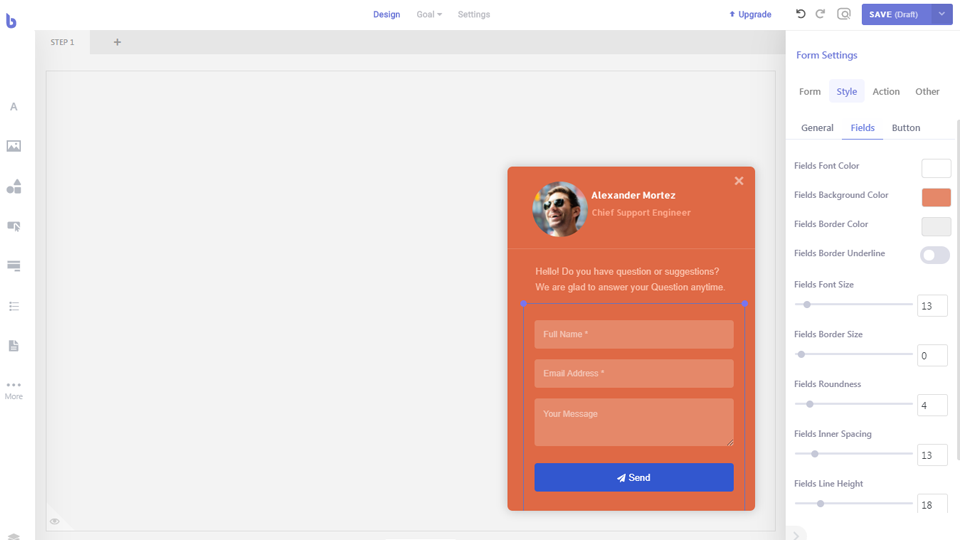 Design
Goal
Settings
Upgrade
SAVE (Draft)
STEP 1
+
A
More
Alexander Mortez
Chief Support Engineer
Hello! Do you have question or suggestions?
We are glad to answer your Question anytime.
Full Name *
Email Address *
Your Message
Send
Form Settings
Form
Style
Action
Other
General
Fields
Button
Fields Font Color
Fields Background Color
Fields Border Color
Fields Border Underline
Fields Font Size
13
Fields Border Size
0
Fields Roundness
4
Fields Inner Spacing
13
Fields Line Height
18